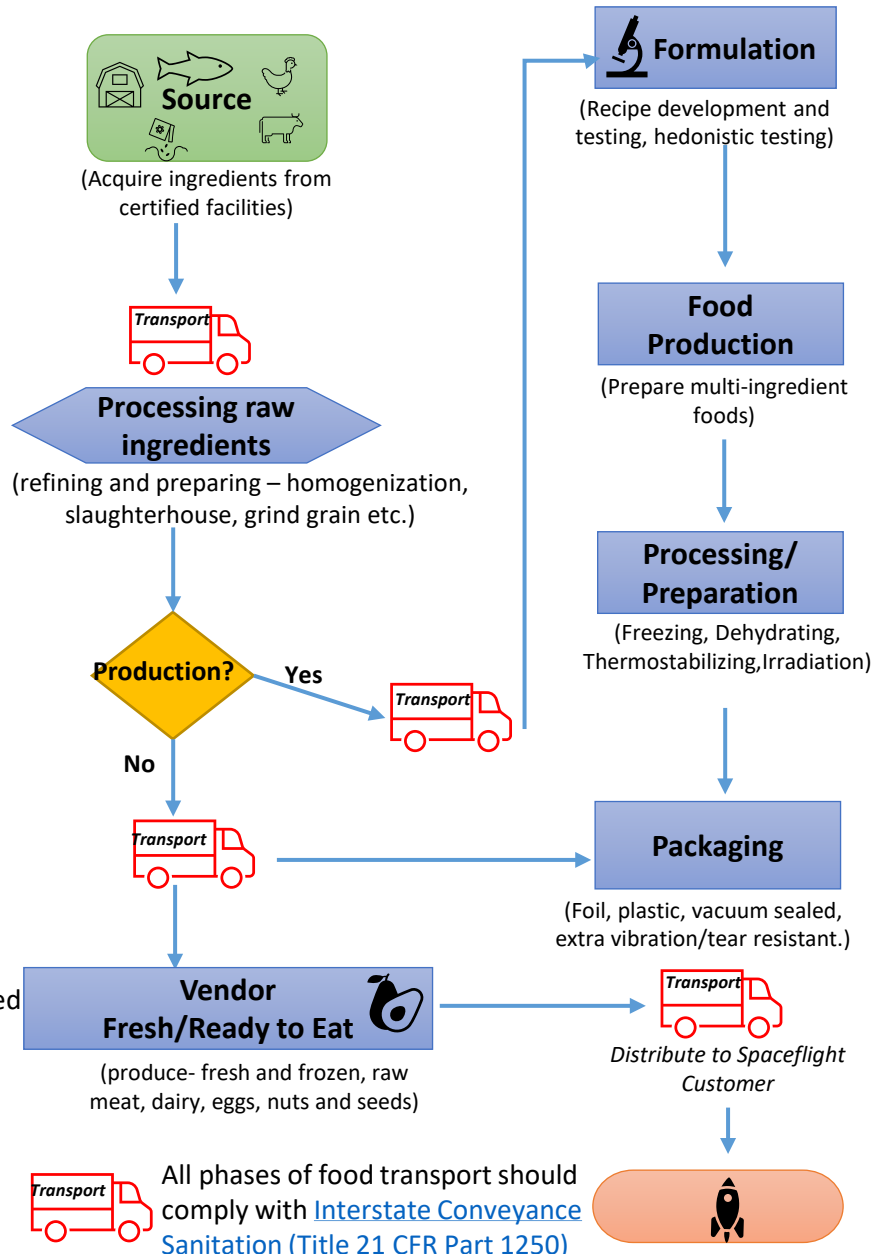 Source
(Acquire ingredients from
certified facilities)
Transport
Processing raw
ingredients
(refining and preparing – homogenization,
slaughterhouse, grind grain etc.)
Production?
Yes
Transport
No
Transport
Formulation
(Recipe development and
testing, hedonistic testing)
Food
Production
(Prepare multi-ingredient
foods)
Processing/
Preparation
(Freezing, Dehydrating,
Thermostabilizing,Irradiation)
Packaging
(Foil, plastic, vacuum sealed,
extra vibration/tear resistant.)
ed
Vendor
Fresh/Ready to Eat
(produce- fresh and frozen, raw
meat, dairy, eggs, nuts and seeds)
Transport
Distribute to Spaceflight
Customer
Transport
All phases of food transport should
comply with Interstate Conveyance
Sanitation (Title 21 CFR Part 1250)